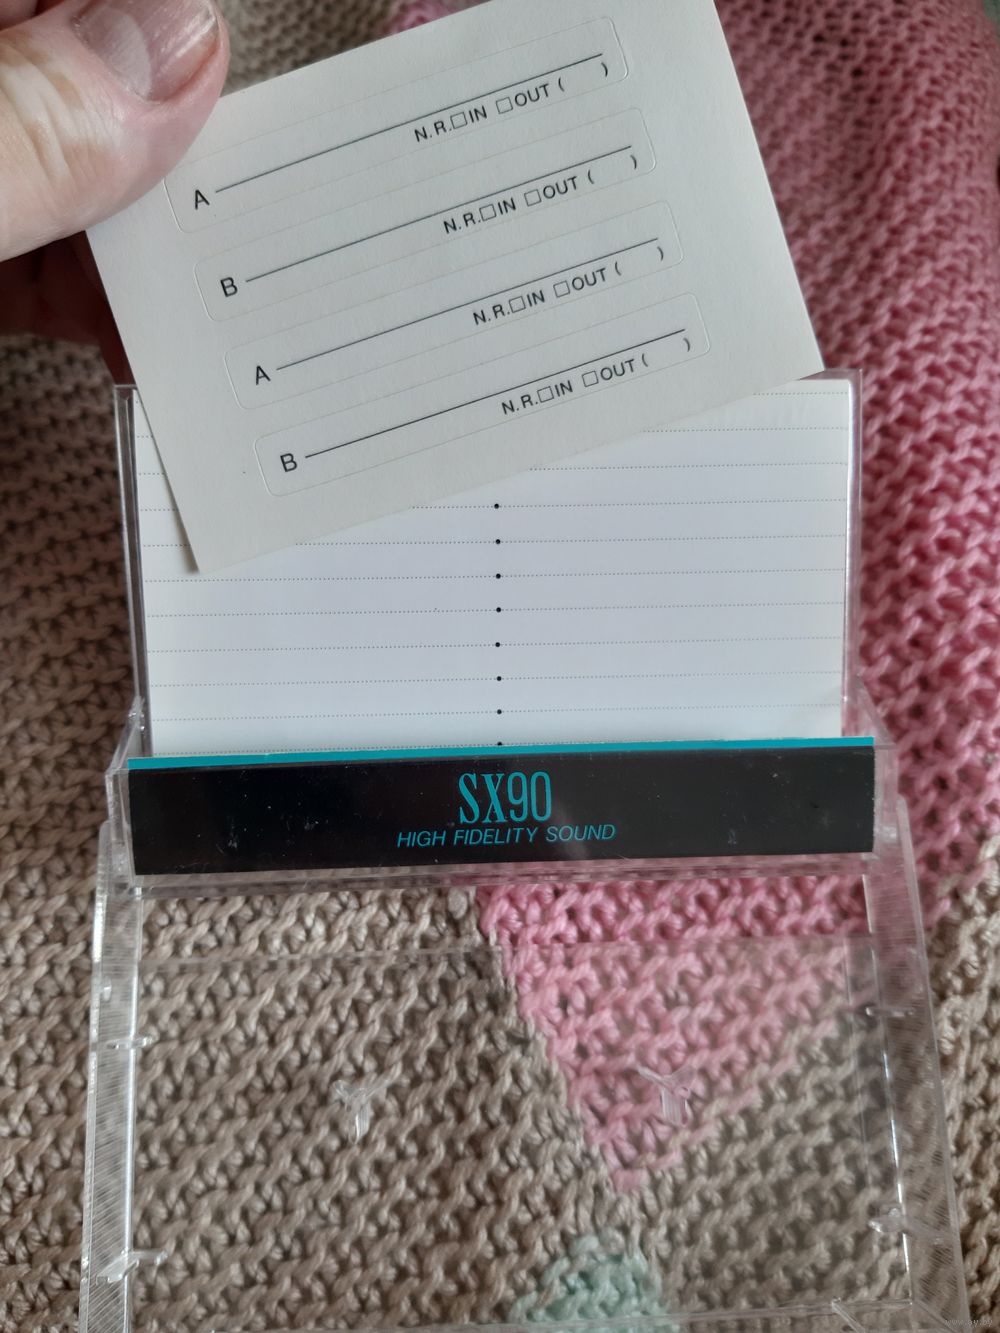 A
N.R.□IN □OUT ( )
B
N.R.□IN □OUT ( )
A
N.R.□IN □OUT ( )
B
N.R.□IN □OUT ( )
SX90
HIGH FIDELITY SOUND